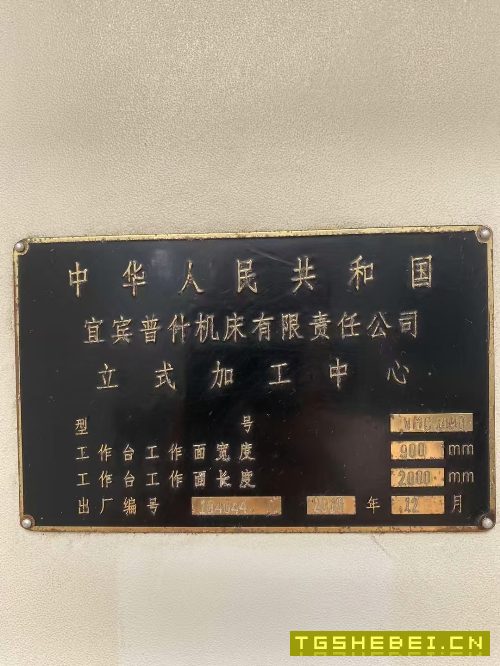 中华人民共和国
宜宾普什机床有限责任公司
立式加工中心
型号
工作台工作面宽度 900 mm
工作台工作面长度 2000 mm
出厂编号 年 12 月
TGSHEBEI.CN